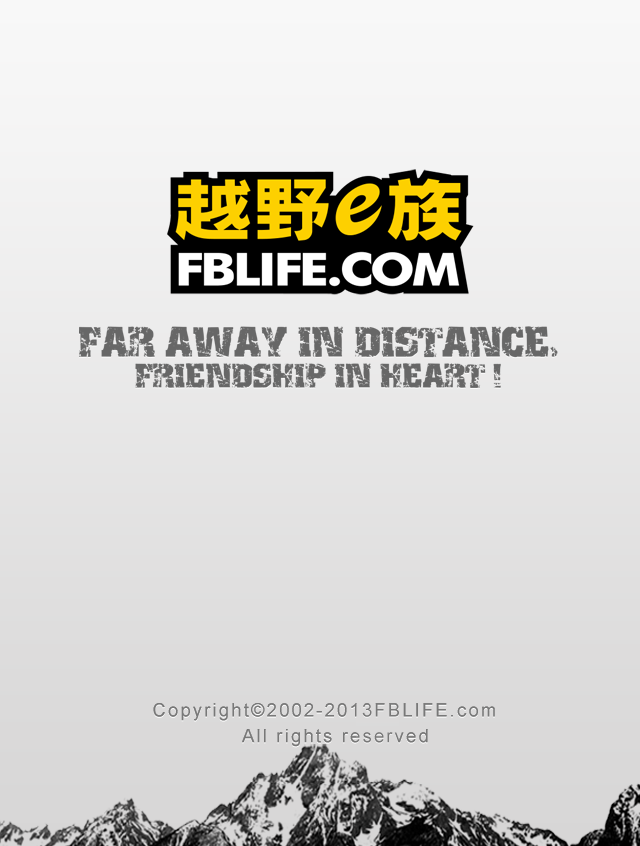 越野e族
FBLIFE.COM
FAR AWAY IN DISTANCE,
FRIENDSHIP IN HEART !
Copyright©2002-2013FBLIFE.com
All rights reserved